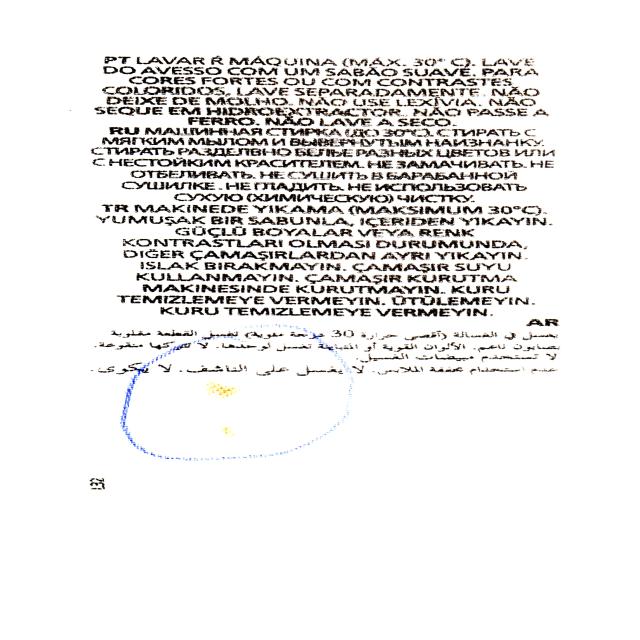 PT LAVAR Ŕ MÁQUINA (MÁX. 30° C). LAVE
DO AVESSO COM UM SABÃO SUAVE. PARA
CORES FORTES OU COM CONTRASTES
COLORIDOS, LAVE SEPARADAMENTE. NÃO
DEIXE DE MOLHO. NÃO USE LEXÍVIA. NÃO
SEQUE EM HIDROEXTRACTOR. NÃO PASSE A
FERRO. NÃO LAVE A SECO.
RU МАШИННАЯ СТИРКА (ДО 30°C). СТИРАТЬ С
МЯГКИМ МЫЛОМ И ВЫВЕРНУТЫМ НАИЗНАНКУ.
СТИРАТЬ РАЗДЕЛЬНО БЕЛЬЕ РАЗНЫХ ЦВЕТОВ ИЛИ
С НЕСТОЙКИМ КРАСИТЕЛЕМ. НЕ ЗАМАЧИВАТЬ. НЕ
ОТБЕЛИВАТЬ. НЕ СУШИТЬ В БАРАБАННОЙ
СУШИЛКЕ. НЕ ГЛАДИТЬ. НЕ ИСПОЛЬЗОВАТЬ
СУХУЮ (ХИМИЧЕСКУЮ) ЧИСТКУ.
TR MAKİNEDE YIKAMA (MAKSİMUM 30°C).
YUMUŞAK BİR SABUNLA, İÇERİDEN YIKAYIN.
GÜÇLÜ BOYALAR VEYA RENK
KONTRASTLARI OLMASI DURUMUNDA,
DİĞER ÇAMAŞIRLARDAN AYRI YIKAYIN.
ISLAK BIRAKMAYIN. ÇAMAŞIR SUYU
KULLANMAYIN. ÇAMAŞIR KURUTMA
MAKİNESİNDE KURUTMAYIN. KURU
TEMİZLEMEYE VERMEYİN. ÜTÜLEMEYİN.
KURU TEMİZLEMEYE VERMEYİN.
AR
يغسل في الغسالة (أقصى حرارة 30 درجة مئوية) تغسل القطعة مقلوبة
بصابون ناعم. الألوان القوية أو المتباينة تغسل لوحدها. لا تتركها منقوعة.
لا تستخدم مبيضات الغسيل.
عدم استخدام مجففة الملابس. لا يغسل على الناشف. لا يكوى.